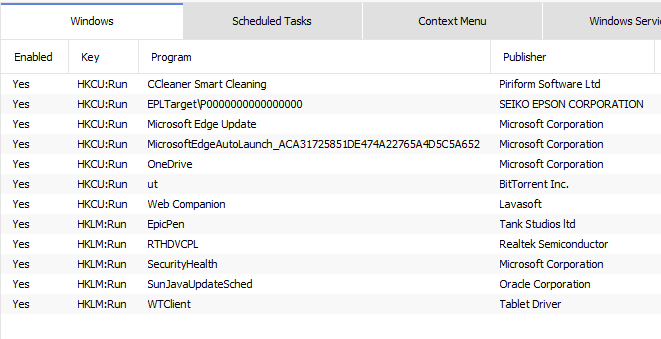 Windows Scheduled Tasks Context Menu Windows Servi
Enabled Key Program Publisher
Yes HKCU:Run CCleaner Smart Cleaning Piriform Software Ltd
Yes HKCU:Run EPLTarget\P0000000000000000 SEIKO EPSON CORPORATION
Yes HKCU:Run Microsoft Edge Update Microsoft Corporation
Yes HKCU:Run MicrosoftEdgeAutoLaunch_ACA31725851DE474A22765A4D5C5A652 Microsoft Corporation
Yes HKCU:Run OneDrive Microsoft Corporation
Yes HKCU:Run ut BitTorrent Inc.
Yes HKCU:Run Web Companion Lavasoft
Yes HKLM:Run EpicPen Tank Studios ltd
Yes HKLM:Run RTHDVCPL Realtek Semiconductor
Yes HKLM:Run SecurityHealth Microsoft Corporation
Yes HKLM:Run SunJavaUpdateSched Oracle Corporation
Yes HKLM:Run WTClient Tablet Driver